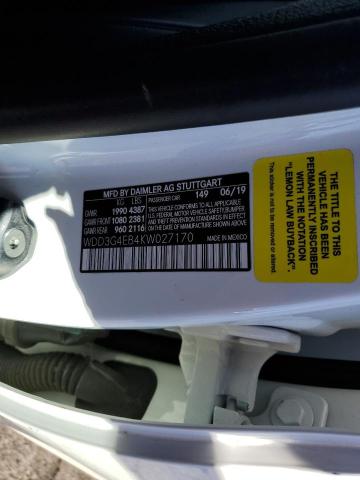 MFD BY DAIMLER AG STUTTGART
149 06/19
KG LBS PASSENGER CAR
GVWR 1990 4387
GAWR FRONT 1080 2381
GAWR REAR 960 2116
THIS VEHICLE CONFORMS TO ALL APPLICABLE
U.S. FEDERAL MOTOR VEHICLE SAFETY,BUMPER,
AND THEFT PREVENTION STANDARDS IN EFFECT
ON THE DATE OF MANUFACTURE SHOWN ABOVE.
MADE IN MEXICO
WDD3G4EB4KW027170
THE TITLE TO THIS
VEHICLE HAS BEEN
PERMANENTLY INSCRIBED
WITH THE NOTATION
"LEMON LAW
BUYBACK".
This sticker is not to be removed or altered